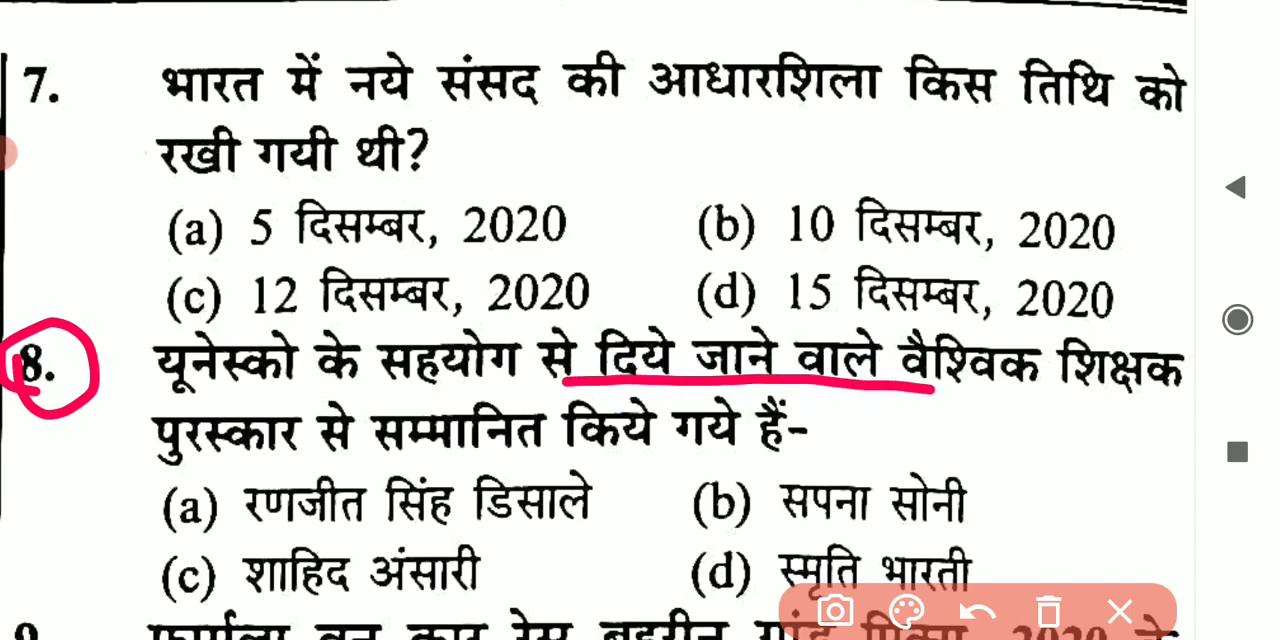 7. भारत में नये संसद की आधारशिला किस तिथि को
रखी गयी थी?
(a) 5 दिसम्बर, 2020 (b) 10 दिसम्बर, 2020
(c) 12 दिसम्बर, 2020 (d) 15 दिसम्बर, 2020
8. यूनेस्को के सहयोग से दिये जाने वाले वैश्विक शिक्षक
पुरस्कार से सम्मानित किये गये हैं-
(a) रणजीत सिंह डिसाले (b) सपना सोनी
(c) शाहिद अंसारी (d) स्मृति भारती